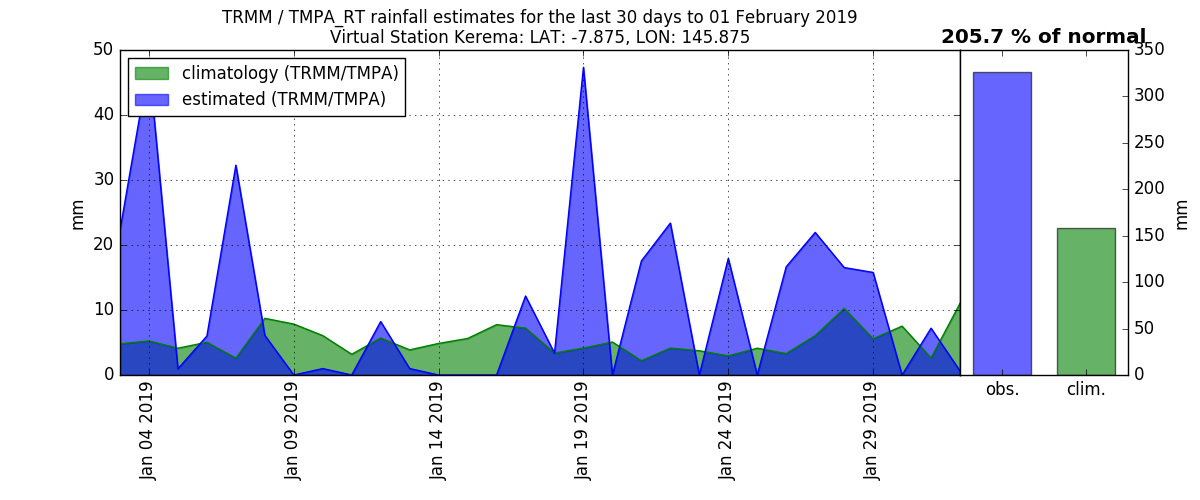 TRMM / TMPA_RT rainfall estimates for the last 30 days to 01 February 2019
Virtual Station Kerema: LAT: -7.875, LON: 145.875
205.7 % of normal
climatology (TRMM/TMPA)
estimated (TRMM/TMPA)
50
40
30
20
10
0
mm
Jan 04 2019
Jan 09 2019
Jan 14 2019
Jan 19 2019
Jan 24 2019
Jan 29 2019
obs.
clim.
350
300
250
200
150
100
50
0
mm